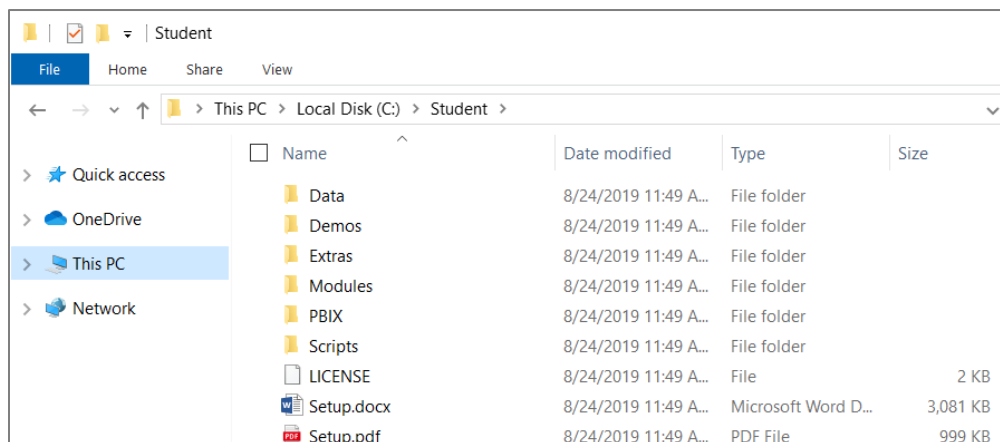 Student
File Home Share View
This PC Local Disk (C:) Student
Name Date modified Type Size
Quick access
OneDrive
This PC
Network
Data 8/24/2019 11:49 A... File folder
Demos 8/24/2019 11:49 A... File folder
Extras 8/24/2019 11:49 A... File folder
Modules 8/24/2019 11:49 A... File folder
PBIX 8/24/2019 11:49 A... File folder
Scripts 8/24/2019 11:49 A... File folder
LICENSE 8/24/2019 11:49 A... File 2 KB
Setup.docx 8/24/2019 11:49 A... Microsoft Word D... 3,081 KB
PDF Setup.pdf 8/24/2019 11:49 A... PDF File 999 KB